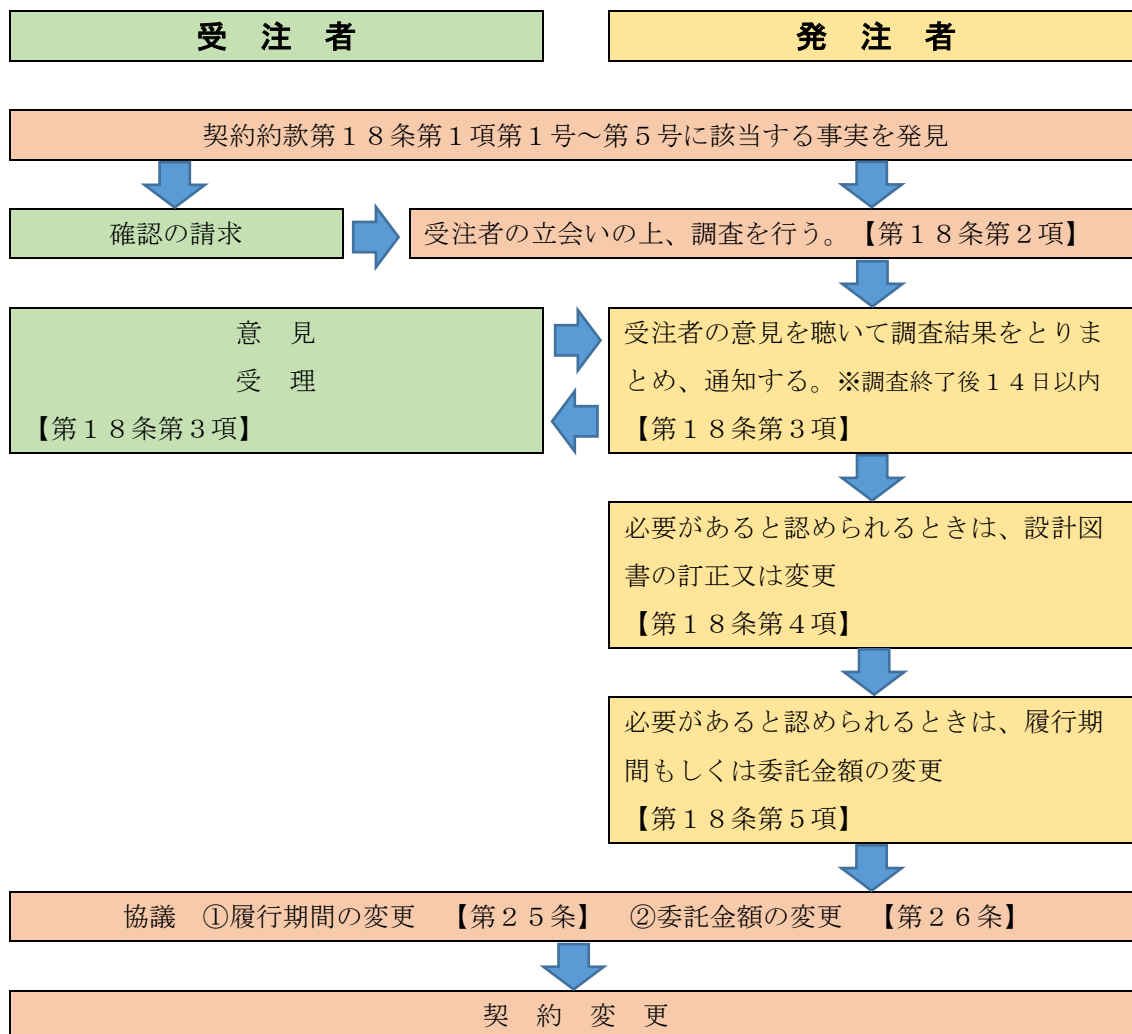 受　注　者
発　注　者
契約約款第１８条第１項第１号～第５号に該当する事実を発見
確認の請求
受注者の立会いの上、調査を行う。【第１８条第２項】
意　見
受　理
【第１８条第３項】
受注者の意見を聴いて調査結果をとりま
とめ、通知する。※調査終了後１４日以内
【第１８条第３項】
必要があると認められるときは、設計図
書の訂正又は変更
【第１８条第４項】
必要があると認められるときは、履行期
間もしくは委託金額の変更
【第１８条第５項】
協議　①履行期間の変更　【第２５条】　②委託金額の変更　【第２６条】
契　約　変　更